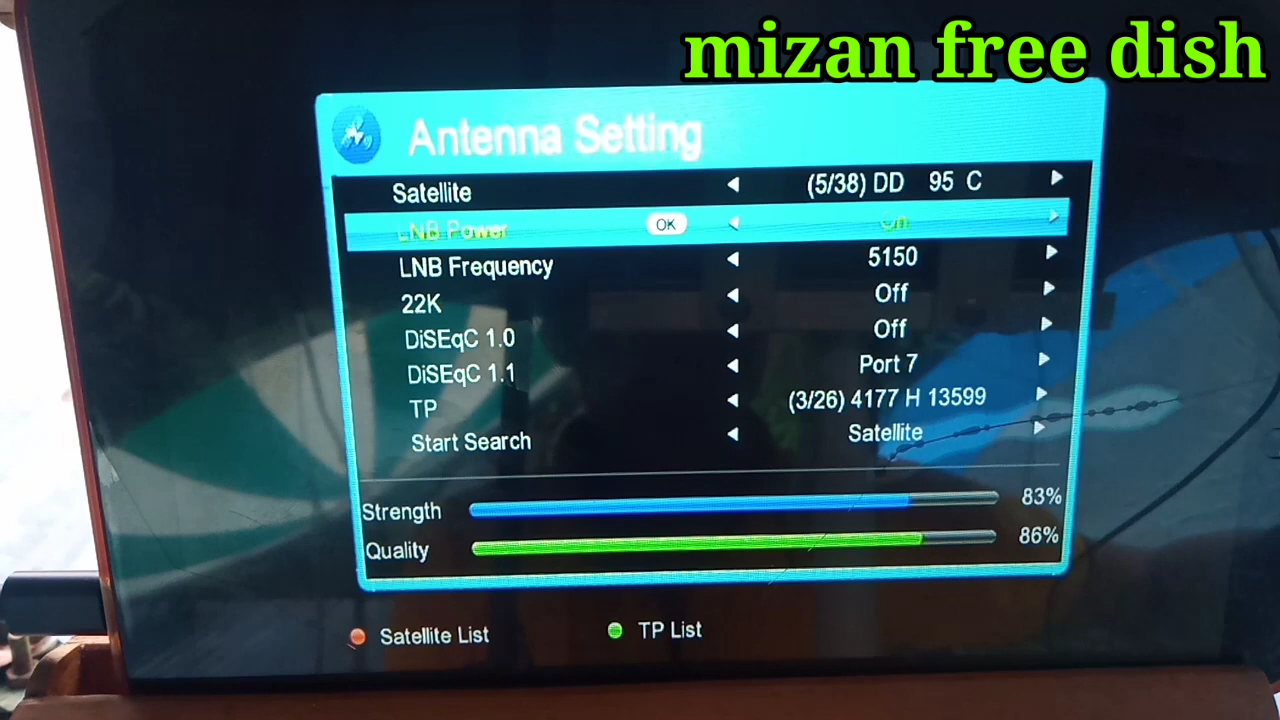 mizan free dish
Antenna Setting
Satellite (5/38) DD 95 C
LNB Power OK On
LNB Frequency 5150
22K Off
DiSEqC 1.0 Off
DiSEqC 1.1 Port 7
TP (3/26) 4177 H 13599
Start Search Satellite
Strength 83%
Quality 86%
Satellite List TP List